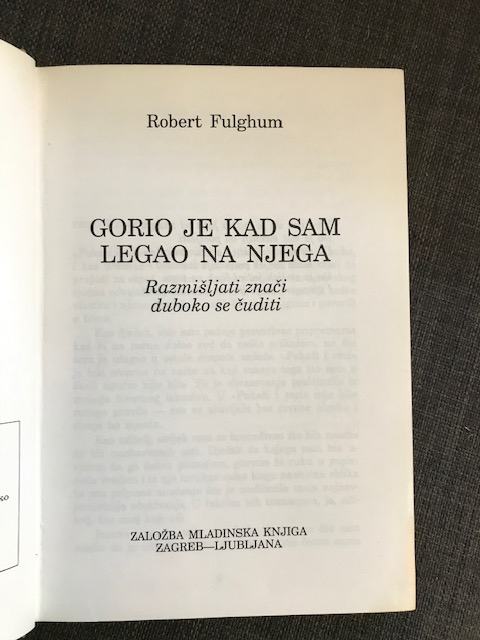 Robert Fulghum
GORIO JE KAD SAM
LEGAO NA NJEGA
Razmišljati znači
duboko se čuditi
ZALOŽBA MLADINSKA KNJIGA
ZAGREB—LJUBLJANA